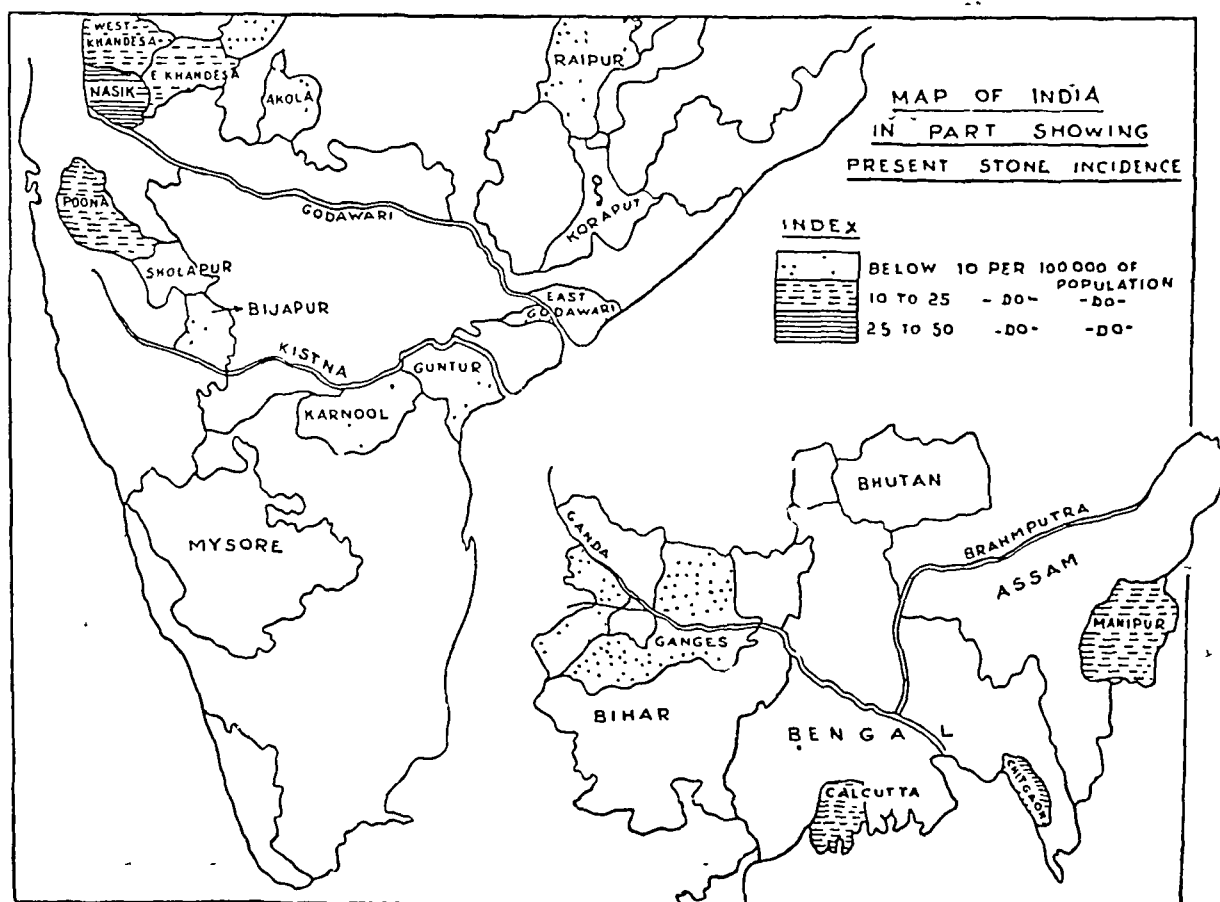 WEST
KHANDESA
E KHANDESA
NASIK
AKOLA
RAIPUR
MAP OF INDIA
IN PART SHOWING
PRESENT STONE INCIDENCE
POONA
GODAWARI
KORAPUT
INDEX
BELOW 10 PER 100000 OF
POPULATION
10 TO 25 -DO- -DO-
25 TO 50 -DO- -DO-
SHOLAPUR
BIJAPUR
EAST
GODAWARI
KISTNA
GUNTUR
KARNOOL
MYSORE
BHUTAN
GANDA
BRAHMPUTRA
ASSAM
MANIPUR
GANGES
BIHAR
BENGAL
CALCUTTA
CHITGAON